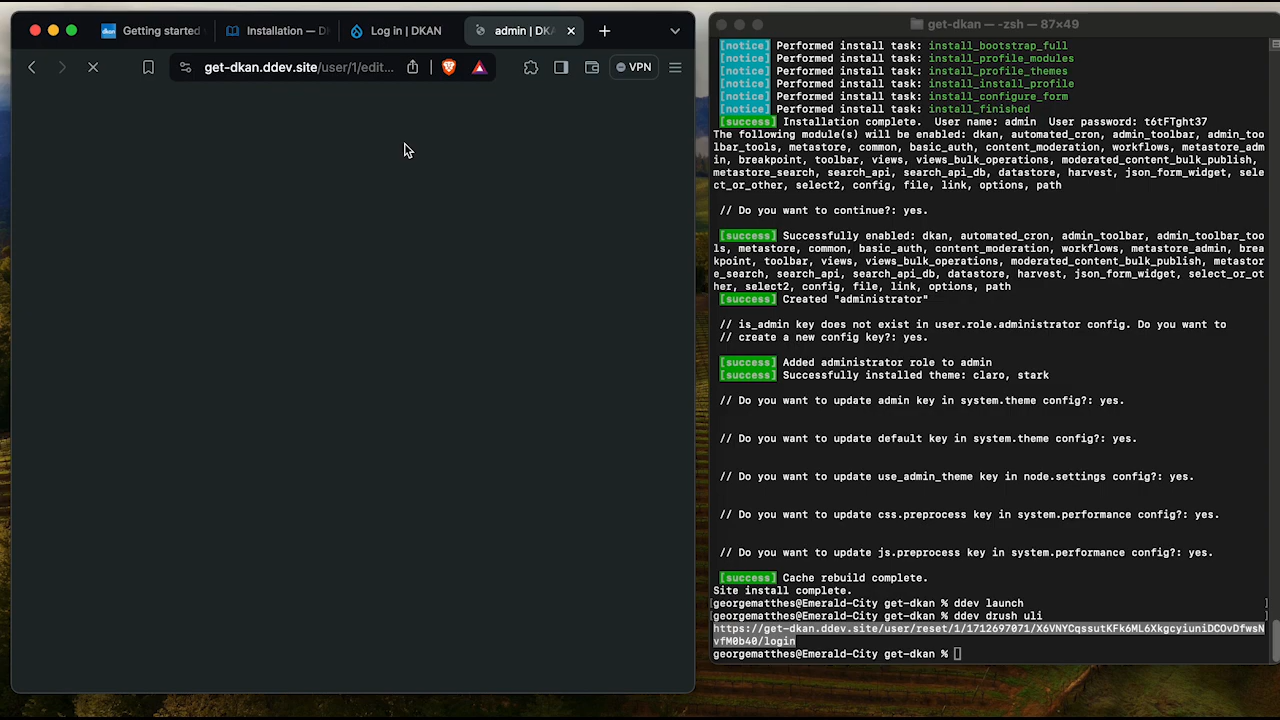 Getting started
Installation — D
Log in | DKAN
admin | DKA
get-dkan.ddev.site/user/1/edit...
VPN
get-dkan — -zsh — 87×49
[notice] Performed install task: install_bootstrap_full
[notice] Performed install task: install_profile_modules
[notice] Performed install task: install_profile_themes
[notice] Performed install task: install_install_profile
[notice] Performed install task: install_configure_form
[notice] Performed install task: install_finished
[success] Installation complete.  User name: admin  User password: t6tFTght37
The following module(s) will be enabled: dkan, automated_cron, admin_toolbar, admin_too
lbar_tools, metastore, common, basic_auth, content_moderation, workflows, metastore_adm
in, breakpoint, toolbar, views, views_bulk_operations, moderated_content_bulk_publish,
metastore_search, search_api, search_api_db, datastore, harvest, json_form_widget, sele
ct_or_other, select2, config, file, link, options, path
// Do you want to continue?: yes.
[success] Successfully enabled: dkan, automated_cron, admin_toolbar, admin_toolbar_too
ls, metastore, common, basic_auth, content_moderation, workflows, metastore_admin, brea
kpoint, toolbar, views, views_bulk_operations, moderated_content_bulk_publish, metastor
e_search, search_api, search_api_db, datastore, harvest, json_form_widget, select_or_ot
her, select2, config, file, link, options, path
[success] Created "administrator"
// is_admin key does not exist in user.role.administrator config. Do you want to
// create a new config key?: yes.
[success] Added administrator role to admin
[success] Successfully installed theme: claro, stark
// Do you want to update admin key in system.theme config?: yes.
// Do you want to update default key in system.theme config?: yes.
// Do you want to update use_admin_theme key in node.settings config?: yes.
// Do you want to update css.preprocess key in system.performance config?: yes.
// Do you want to update js.preprocess key in system.performance config?: yes.
[success] Cache rebuild complete.
Site install complete.
[georgematthes@Emerald-City get-dkan % ddev launch ]
[georgematthes@Emerald-City get-dkan % ddev drush uli ]
https://get-dkan.ddev.site/user/reset/1/1712697071/X6VNYCqssutKFk6ML6XkgcyiuniDCOvDfwsN
vfM0b40/login
georgematthes@Emerald-City get-dkan %